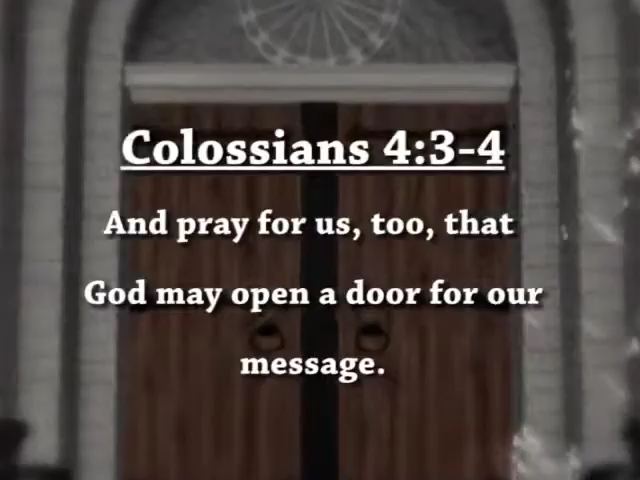 Colossians 4:3-4
And pray for us, too, that
God may open a door for our
message.